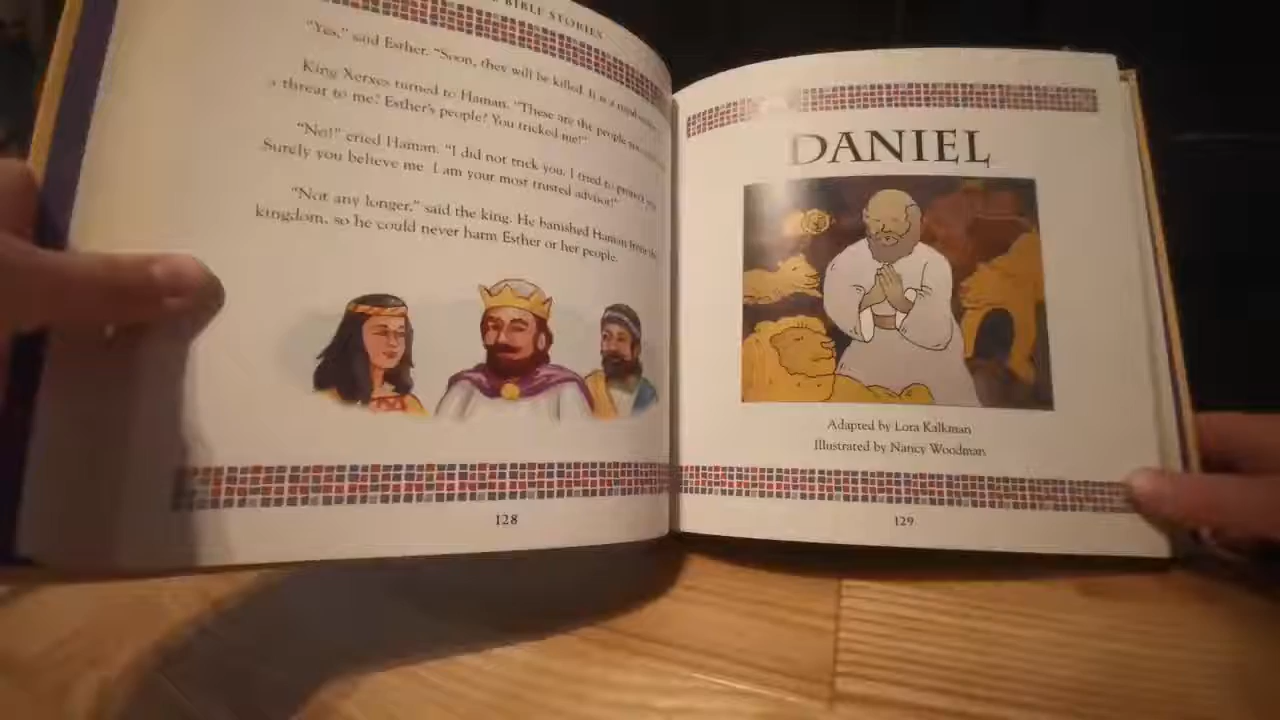 BIBLE STORIES
"Yes," said Esther. "Soon, they will be killed. It is a royal
King Xerxes turned to Haman. "These are the people you
a threat to me? Esther's people? You tricked me!"
"No!" cried Haman. "I did not trick you. I tried to protect you.
Surely you believe me. I am your most trusted advisor!"
"Not any longer," said the king. He banished Haman from the
kingdom, so he could never harm Esther or her people.
128
DANIEL
Adapted by Lora Kalkman
Illustrated by Nancy Woodman
129